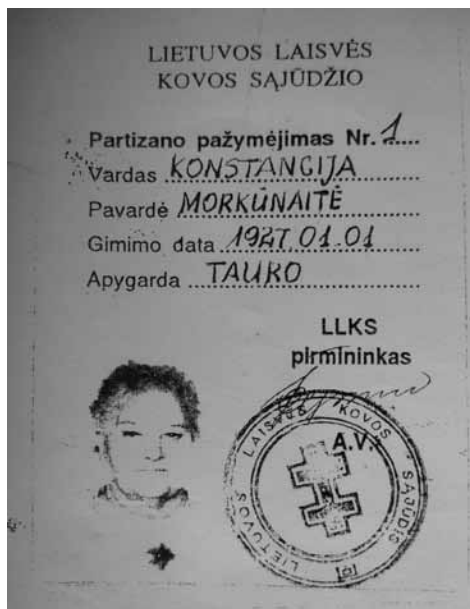 LIETUVOS LAISVĖS
KOVOS SĄJŪDŽIO
Partizano pažymėjimas Nr. 1
Vardas KONSTANCIJA
Pavardė MORKŪNAITĖ
Gimimo data 1927.01.01
Apygarda TAURO
LLKS
pirmininkas
A.V.
LIETUVOS LAISVĖS KOVOS SĄJŪDIS